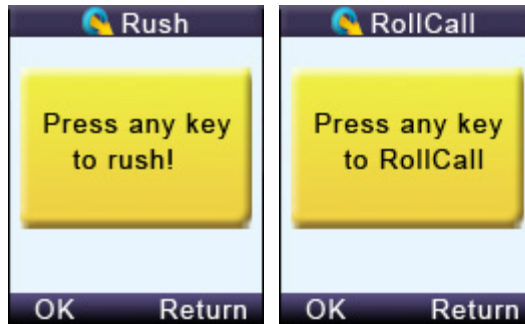 Rush
Press any key
to rush!
OK Return
RollCall
Press any key
to RollCall
OK Return